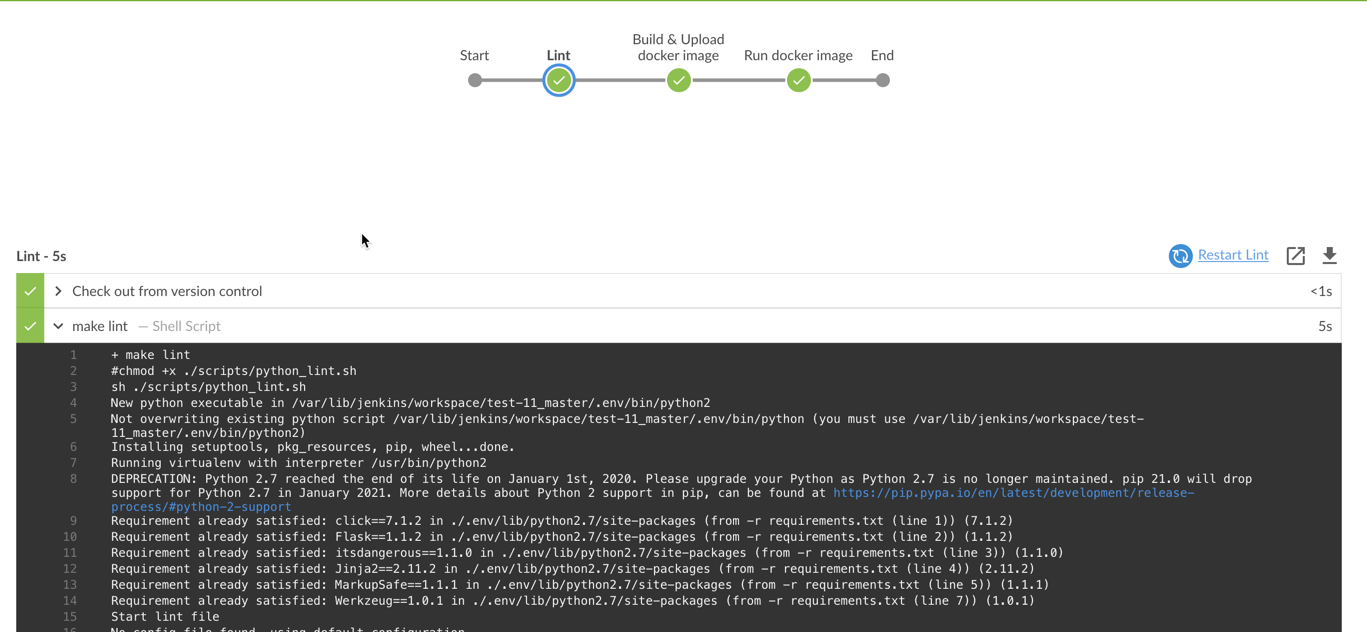 Start
Lint
Build & Upload
docker image
Run docker image
End
Lint - 5s
Restart Lint
Check out from version control
<1s
make lint — Shell Script
5s
1 + make lint
2 #chmod +x ./scripts/python_lint.sh
3 sh ./scripts/python_lint.sh
4 New python executable in /var/lib/jenkins/workspace/test-11_master/.env/bin/python2
5 Not overwriting existing python script /var/lib/jenkins/workspace/test-11_master/.env/bin/python (you must use /var/lib/jenkins/workspace/test-
11_master/.env/bin/python2)
6 Installing setuptools, pkg_resources, pip, wheel...done.
7 Running virtualenv with interpreter /usr/bin/python2
8 DEPRECATION: Python 2.7 reached the end of its life on January 1st, 2020. Please upgrade your Python as Python 2.7 is no longer maintained. pip 21.0 will drop
support for Python 2.7 in January 2021. More details about Python 2 support in pip, can be found at https://pip.pypa.io/en/latest/development/release-
process/#python-2-support
9 Requirement already satisfied: click==7.1.2 in ./.env/lib/python2.7/site-packages (from -r requirements.txt (line 1)) (7.1.2)
10 Requirement already satisfied: Flask==1.1.2 in ./.env/lib/python2.7/site-packages (from -r requirements.txt (line 2)) (1.1.2)
11 Requirement already satisfied: itsdangerous==1.1.0 in ./.env/lib/python2.7/site-packages (from -r requirements.txt (line 3)) (1.1.0)
12 Requirement already satisfied: Jinja2==2.11.2 in ./.env/lib/python2.7/site-packages (from -r requirements.txt (line 4)) (2.11.2)
13 Requirement already satisfied: MarkupSafe==1.1.1 in ./.env/lib/python2.7/site-packages (from -r requirements.txt (line 5)) (1.1.1)
14 Requirement already satisfied: Werkzeug==1.0.1 in ./.env/lib/python2.7/site-packages (from -r requirements.txt (line 7)) (1.0.1)
15 Start lint file
16 No config file found, using default configuration